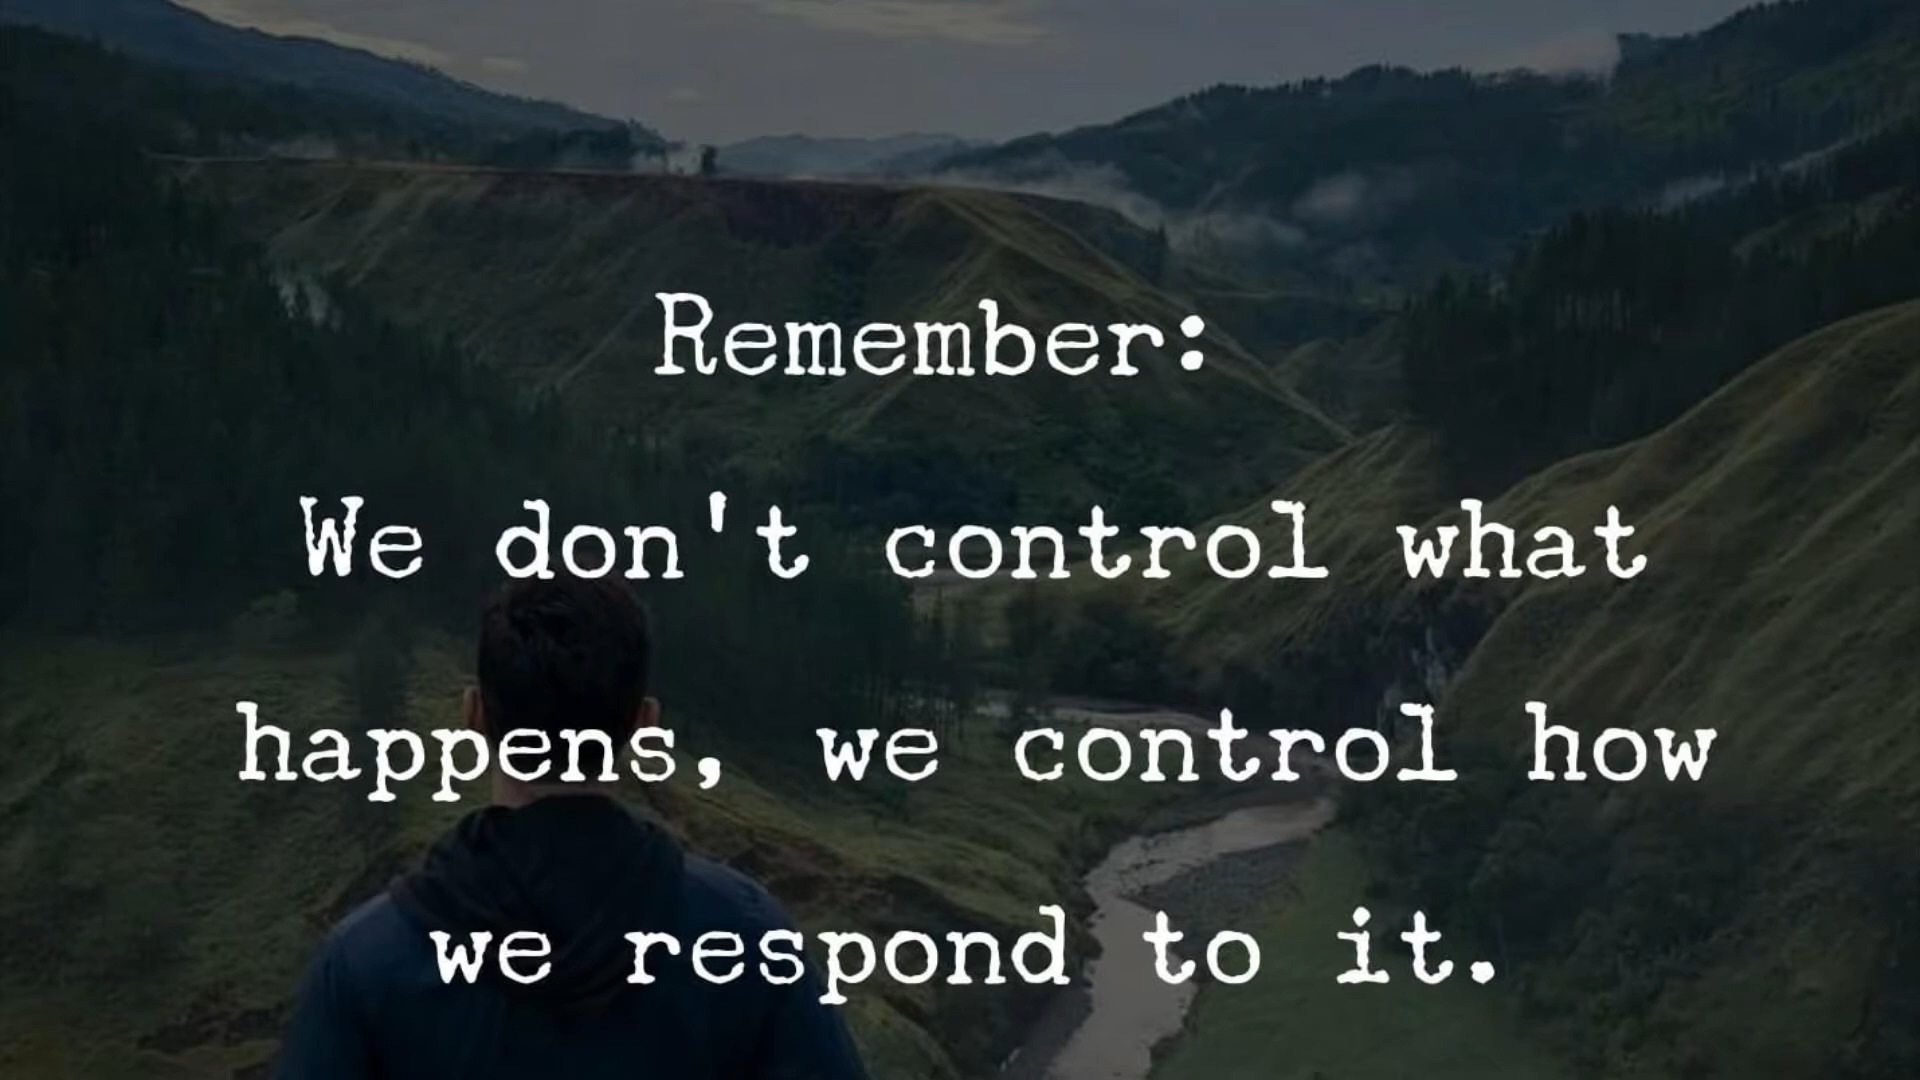 Remember:
We don't control what
happens, we control how
we respond to it.